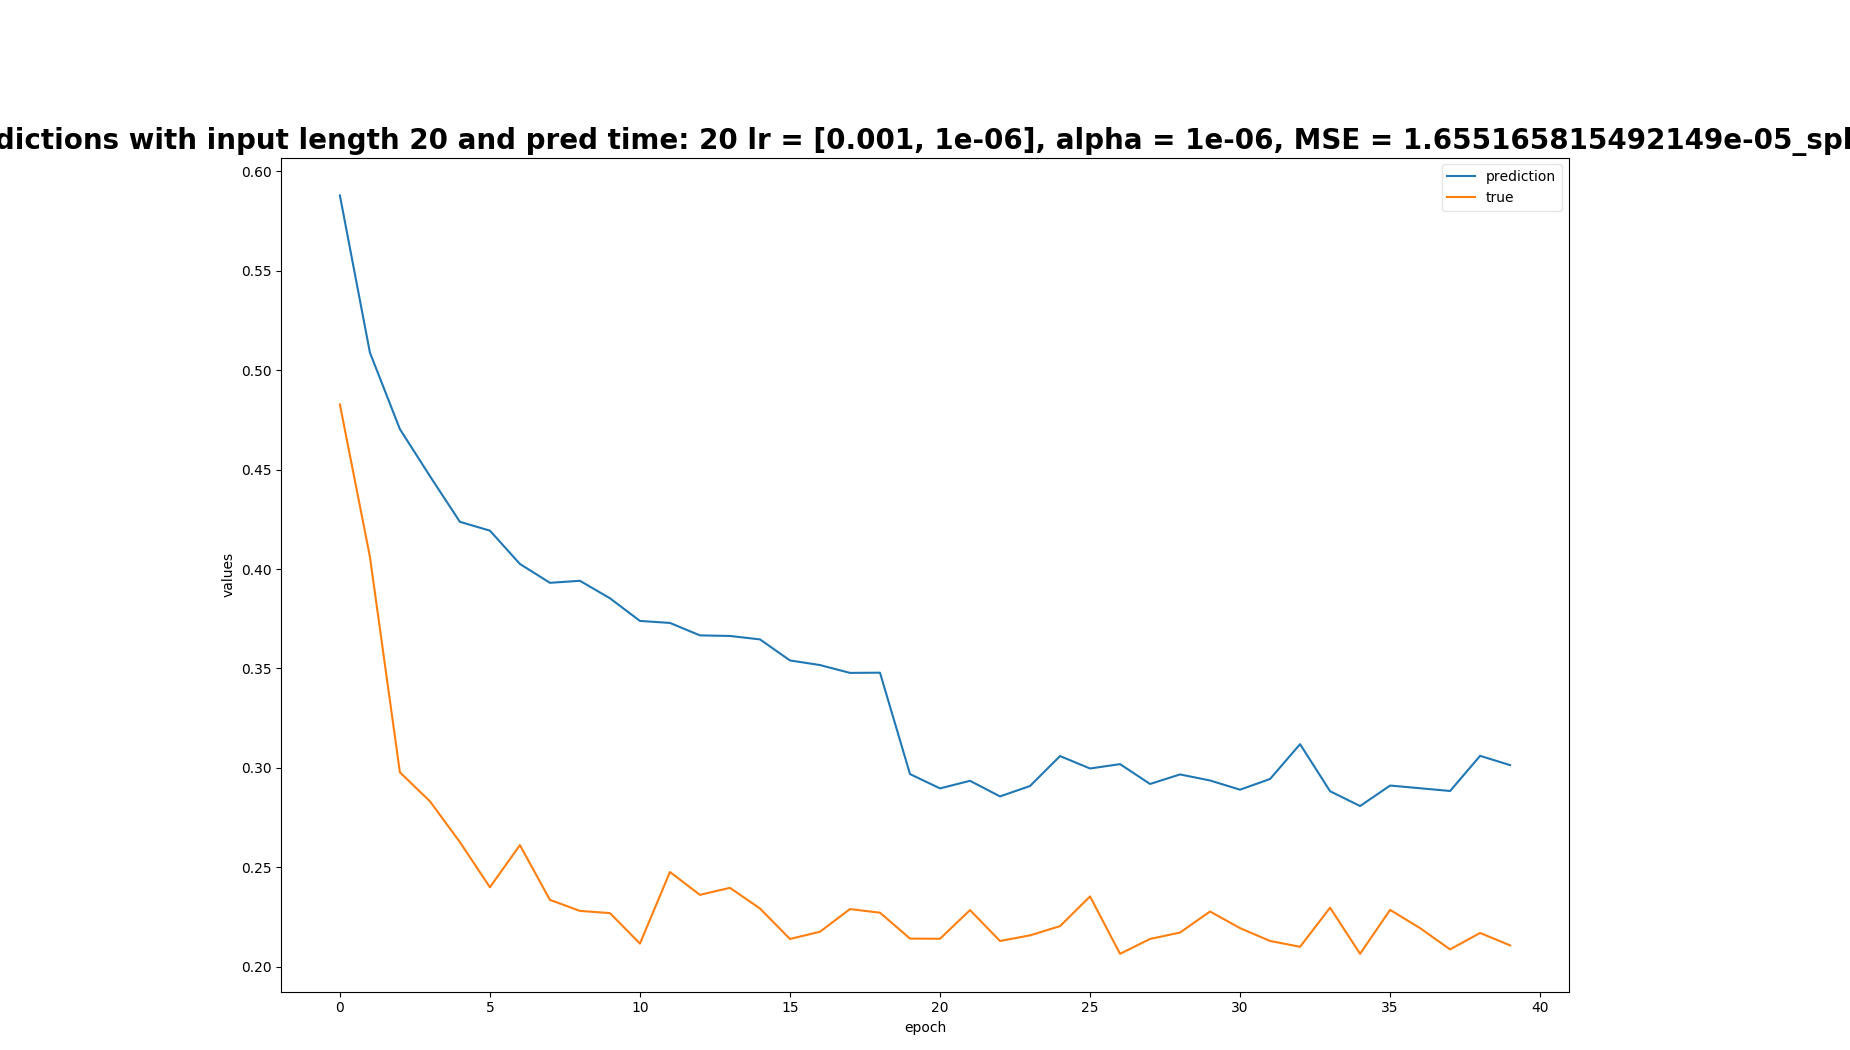 dictions with input length 20 and pred time: 20 lr = [0.001, 1e-06], alpha = 1e-06, MSE = 1.655165815492149e-05_spl
prediction
true
0.60
0.55
0.50
0.45
0.40
0.35
0.30
0.25
0.20
values
0 5 10 15 20 25 30 35 40
epoch